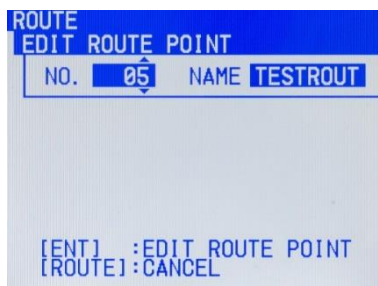 ROUTE
EDIT ROUTE POINT
NO. 05 NAME TESTROUT
[ENT] :EDIT ROUTE POINT
[ROUTE]:CANCEL